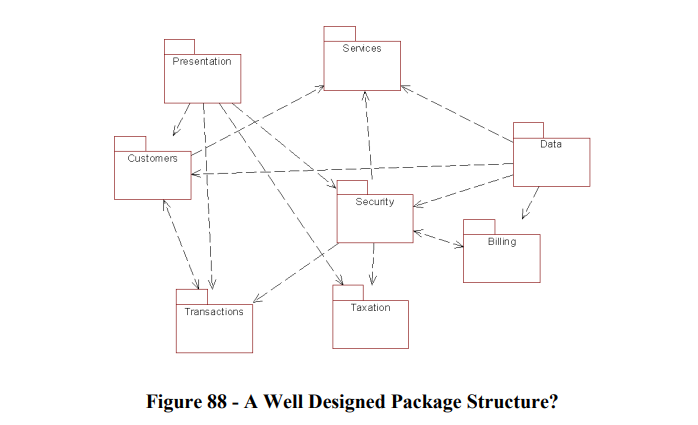 Services
Presentation
Data
Customers
Security
Billing
Transactions
Taxation
Figure 88 - A Well Designed Package Structure?